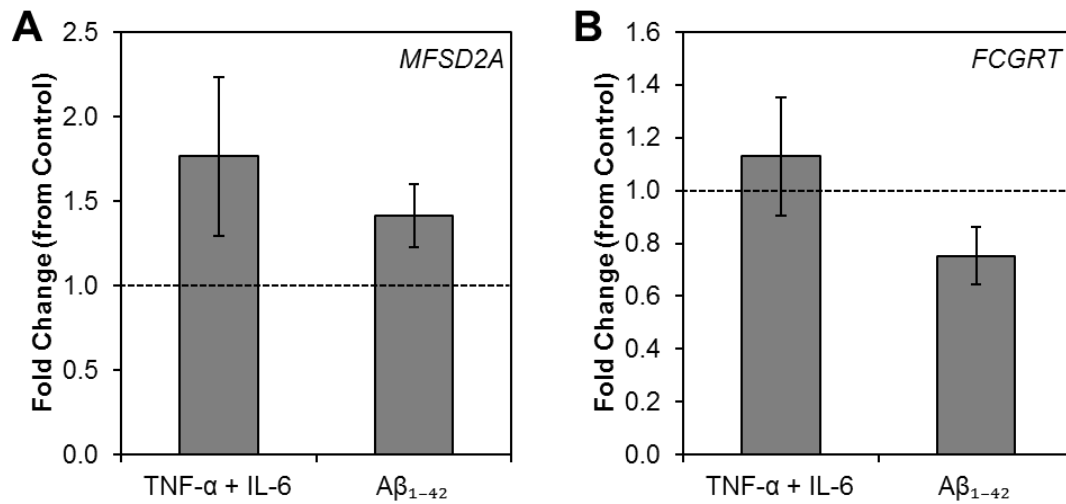 A
MFSD2A
Fold Change (from Control)
2.5
2.0
1.5
1.0
0.5
0.0
TNF-α + IL-6
Aβ₁₋₄₂
B
FCGRT
Fold Change (from Control)
1.6
1.4
1.2
1.0
0.8
0.6
0.4
0.2
0.0
TNF-α + IL-6
Aβ₁₋₄₂